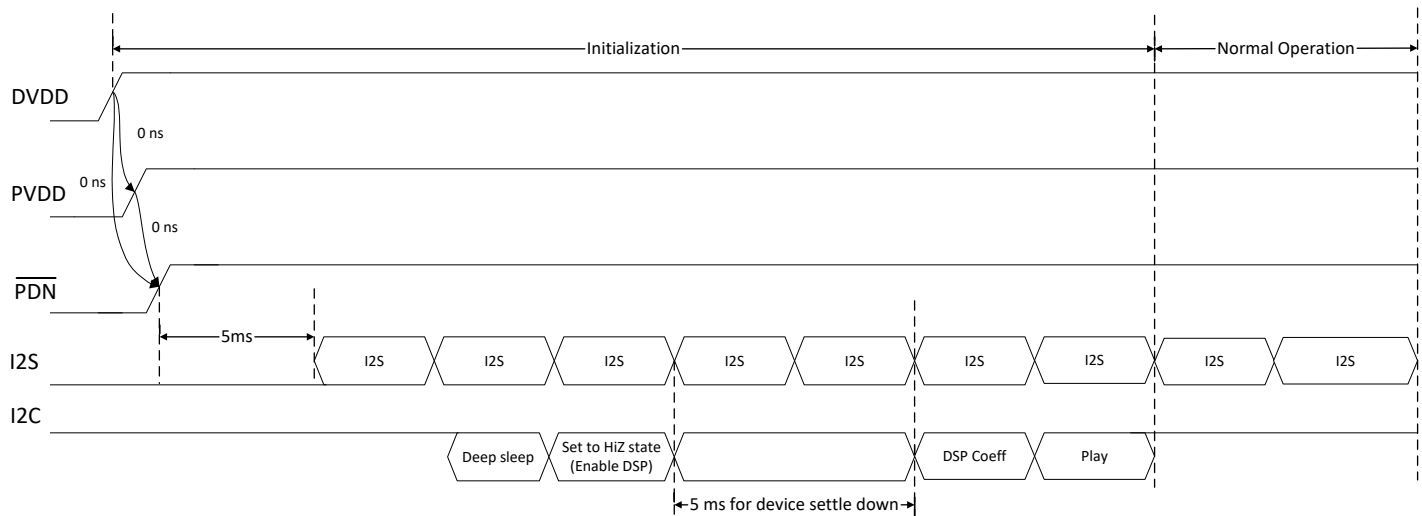 Initialization
Normal Operation
DVDD
0 ns
PVDD
0 ns
0 ns
PDN
5ms
I2S
I2S
I2S
I2S
I2S
I2S
I2S
I2S
I2S
I2S
I2C
Deep sleep
Set to HiZ state
(Enable DSP)
DSP Coeff
Play
5 ms for device settle down